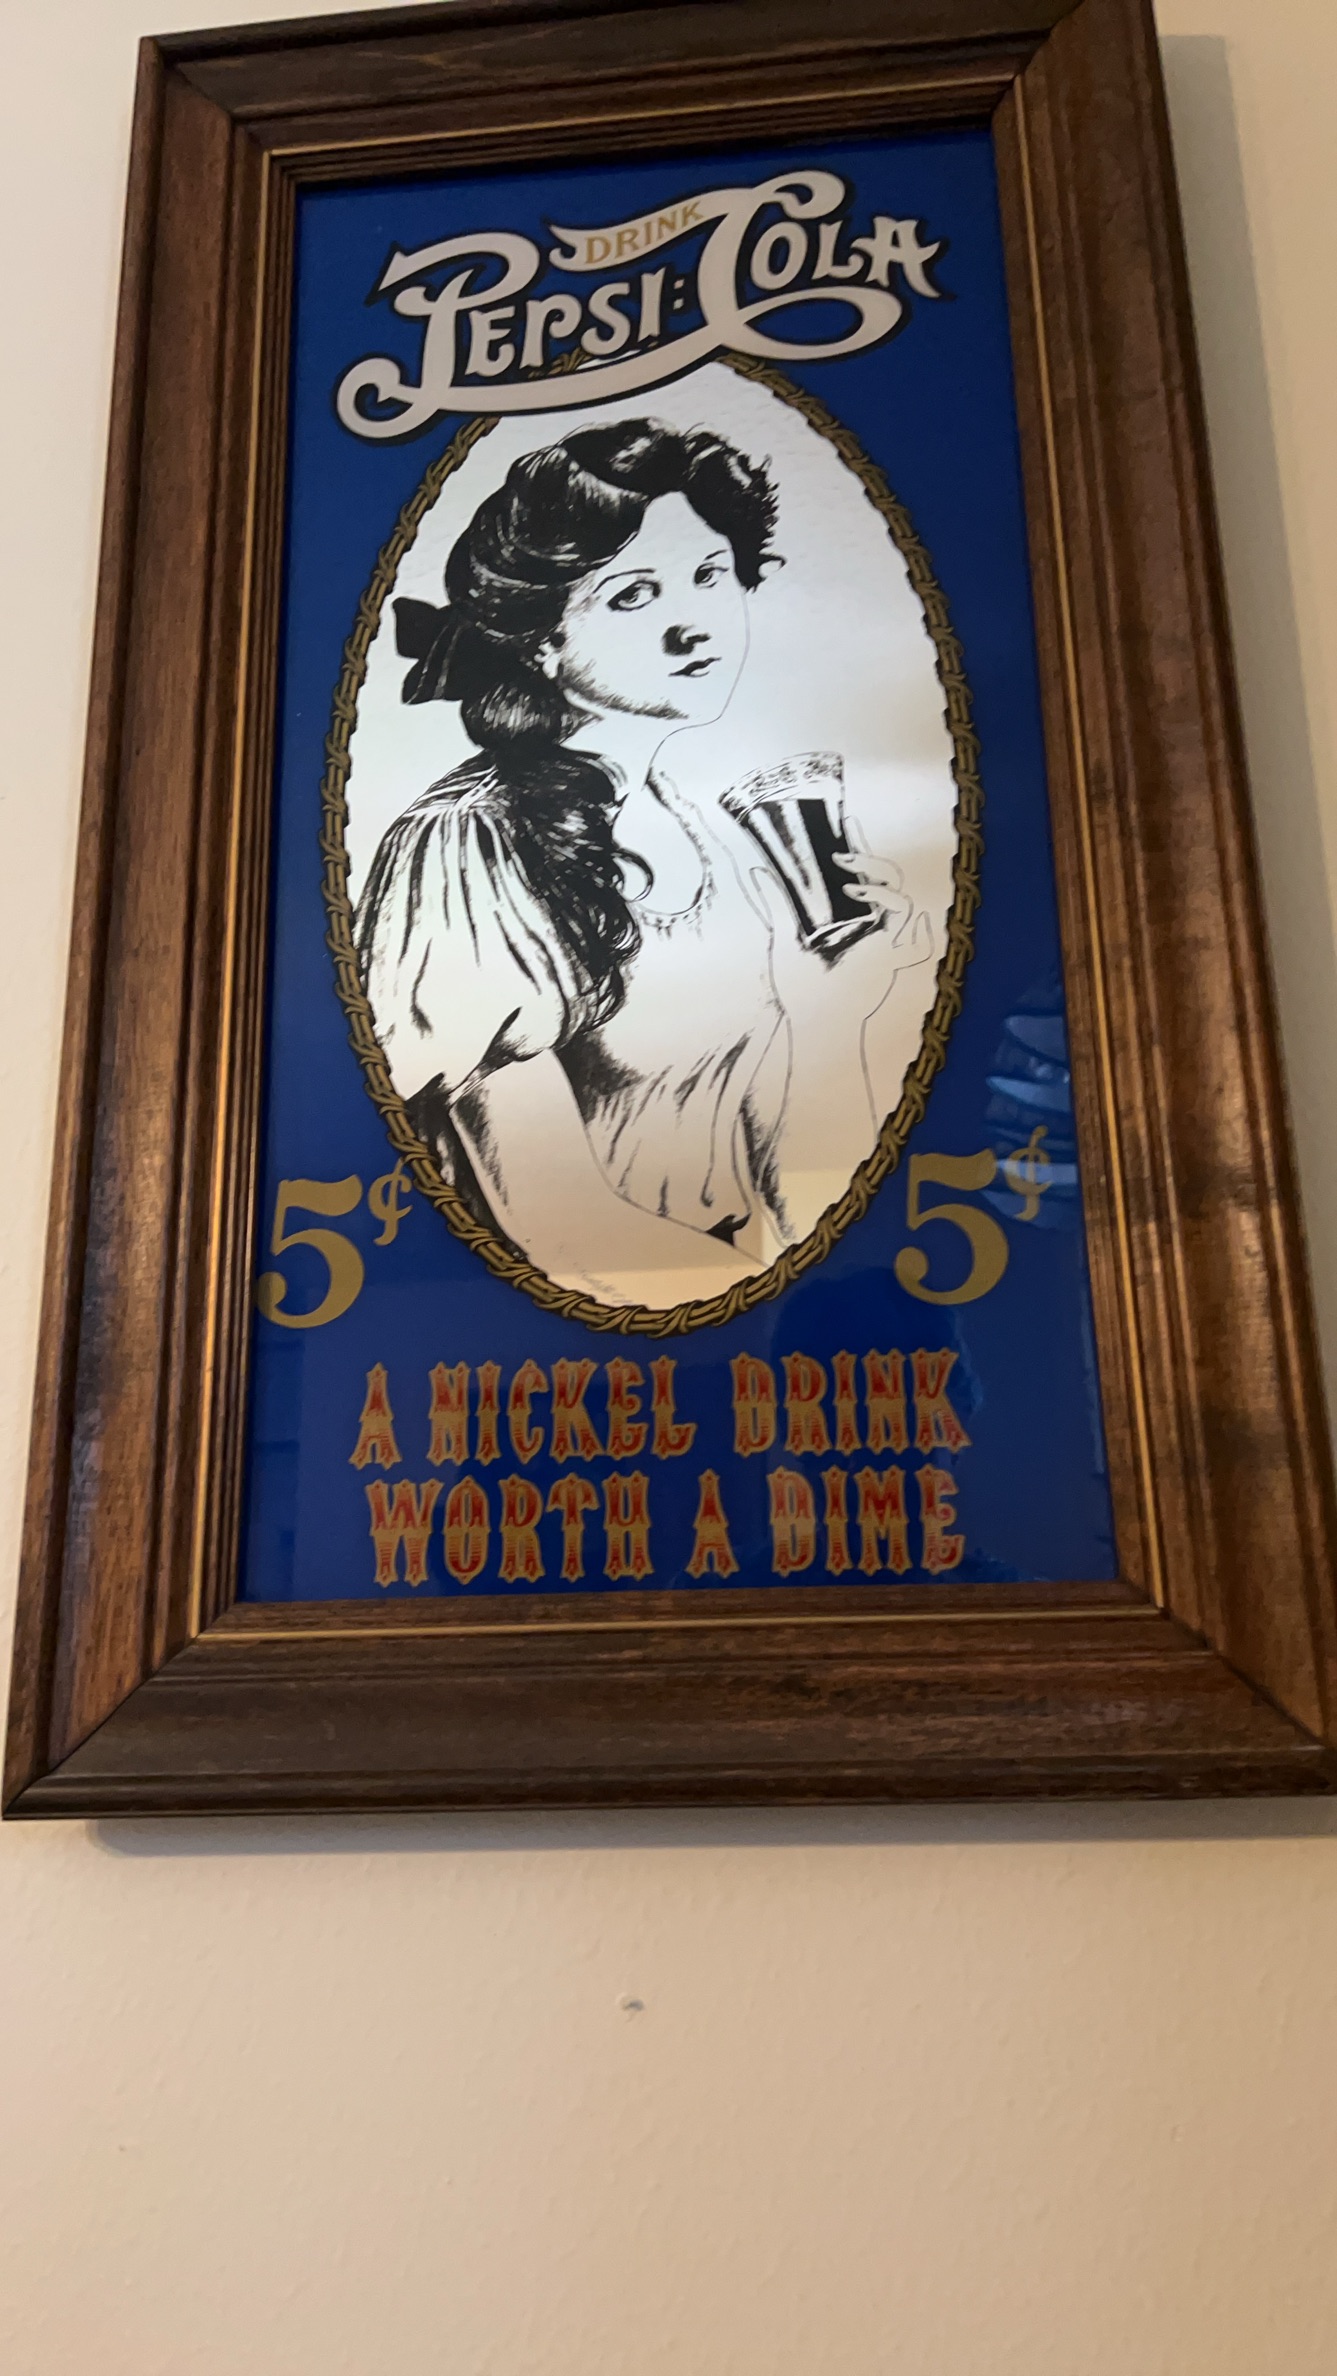 DRINK
PEPSI:COLA
5¢ 5¢
A NICKEL DRINK
WORTH A DIME